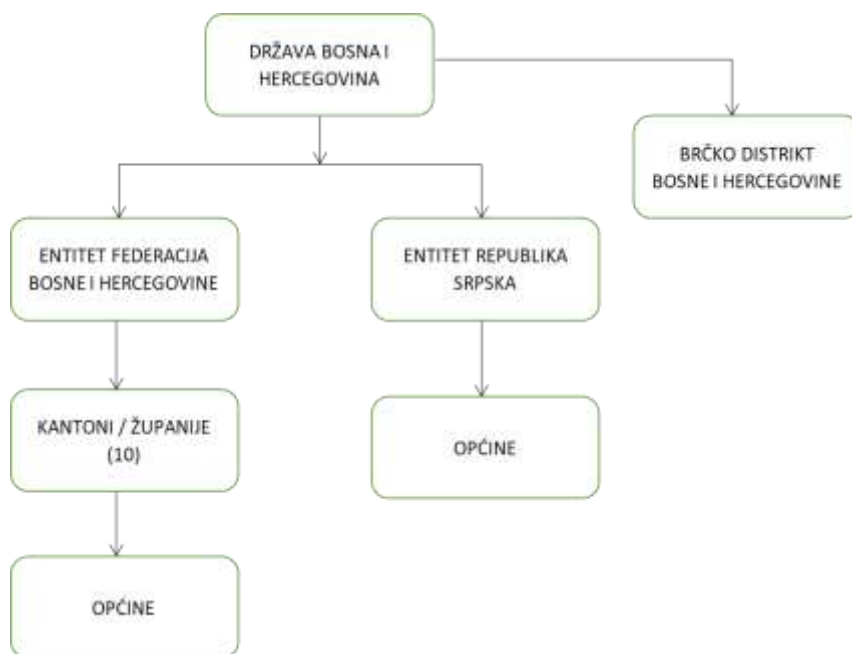 DRŽAVA BOSNA I
HERCEGOVINA
BRČKO DISTRIKT
BOSNE I HERCEGOVINE
ENTITET FEDERACIJA
BOSNE I HERCEGOVINE
ENTITET REPUBLIKA
SRPSKA
KANTONI / ŽUPANIJE
(10)
OPĆINE
OPĆINE